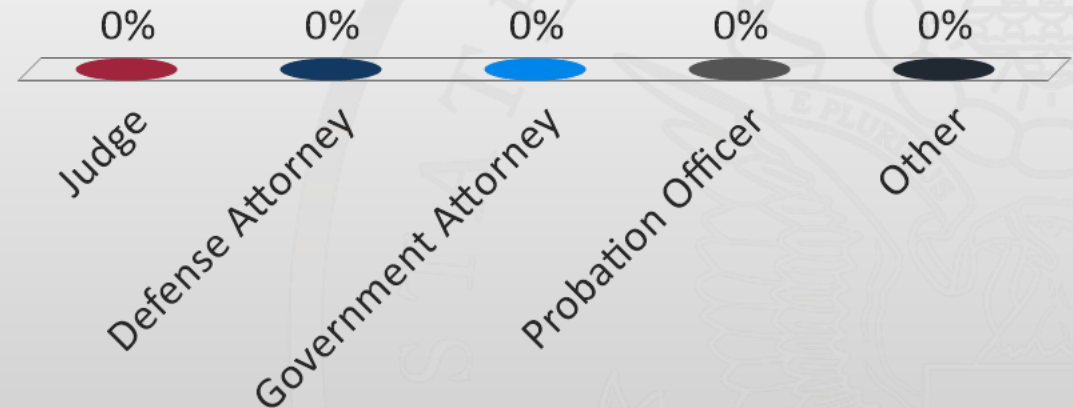 0% 0% 0% 0% 0%
Judge
Defense Attorney
Government Attorney
Probation Officer
Other